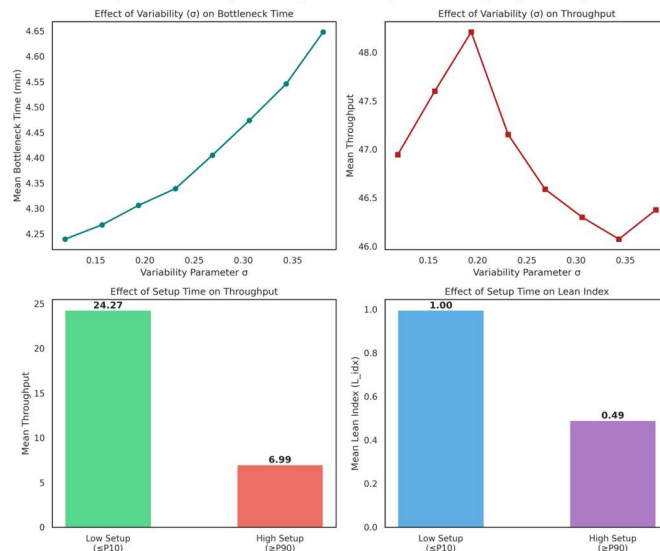 Effect of Variability (σ) on Bottleneck Time
4.65
4.60
4.55
4.50
4.45
4.40
4.35
4.30
4.25
Mean Bottleneck Time (min)
0.15 0.20 0.25 0.30 0.35
Variability Parameter σ
Effect of Variability (σ) on Throughput
48.0
47.5
47.0
46.5
46.0
Mean Throughput
0.15 0.20 0.25 0.30 0.35
Variability Parameter σ
Effect of Setup Time on Throughput
25
20
15
10
5
0
Mean Throughput
24.27
6.99
Low Setup High Setup
(≤P10) (≥P90)
Effect of Setup Time on Lean Index
1.0
0.8
0.6
0.4
0.2
0.0
Mean Lean Index (L_idx)
1.00
0.49
Low Setup High Setup
(≤P10) (≥P90)